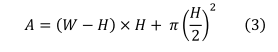 A = (W − H) × H + π(H/2)² (3)